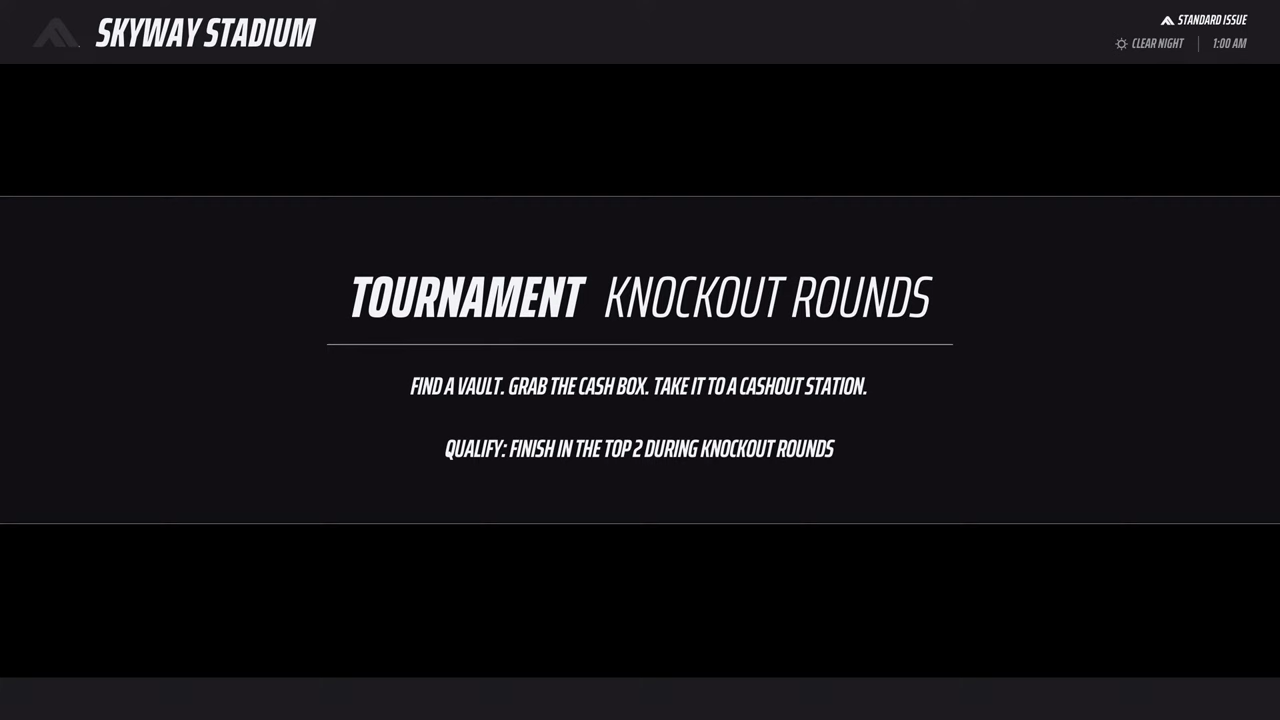 SKYWAY STADIUM
STANDARD ISSUE
CLEAR NIGHT
1:00 AM
TOURNAMENT KNOCKOUT ROUNDS
FIND A VAULT. GRAB THE CASH BOX. TAKE IT TO A CASHOUT STATION.
QUALIFY: FINISH IN THE TOP 2 DURING KNOCKOUT ROUNDS